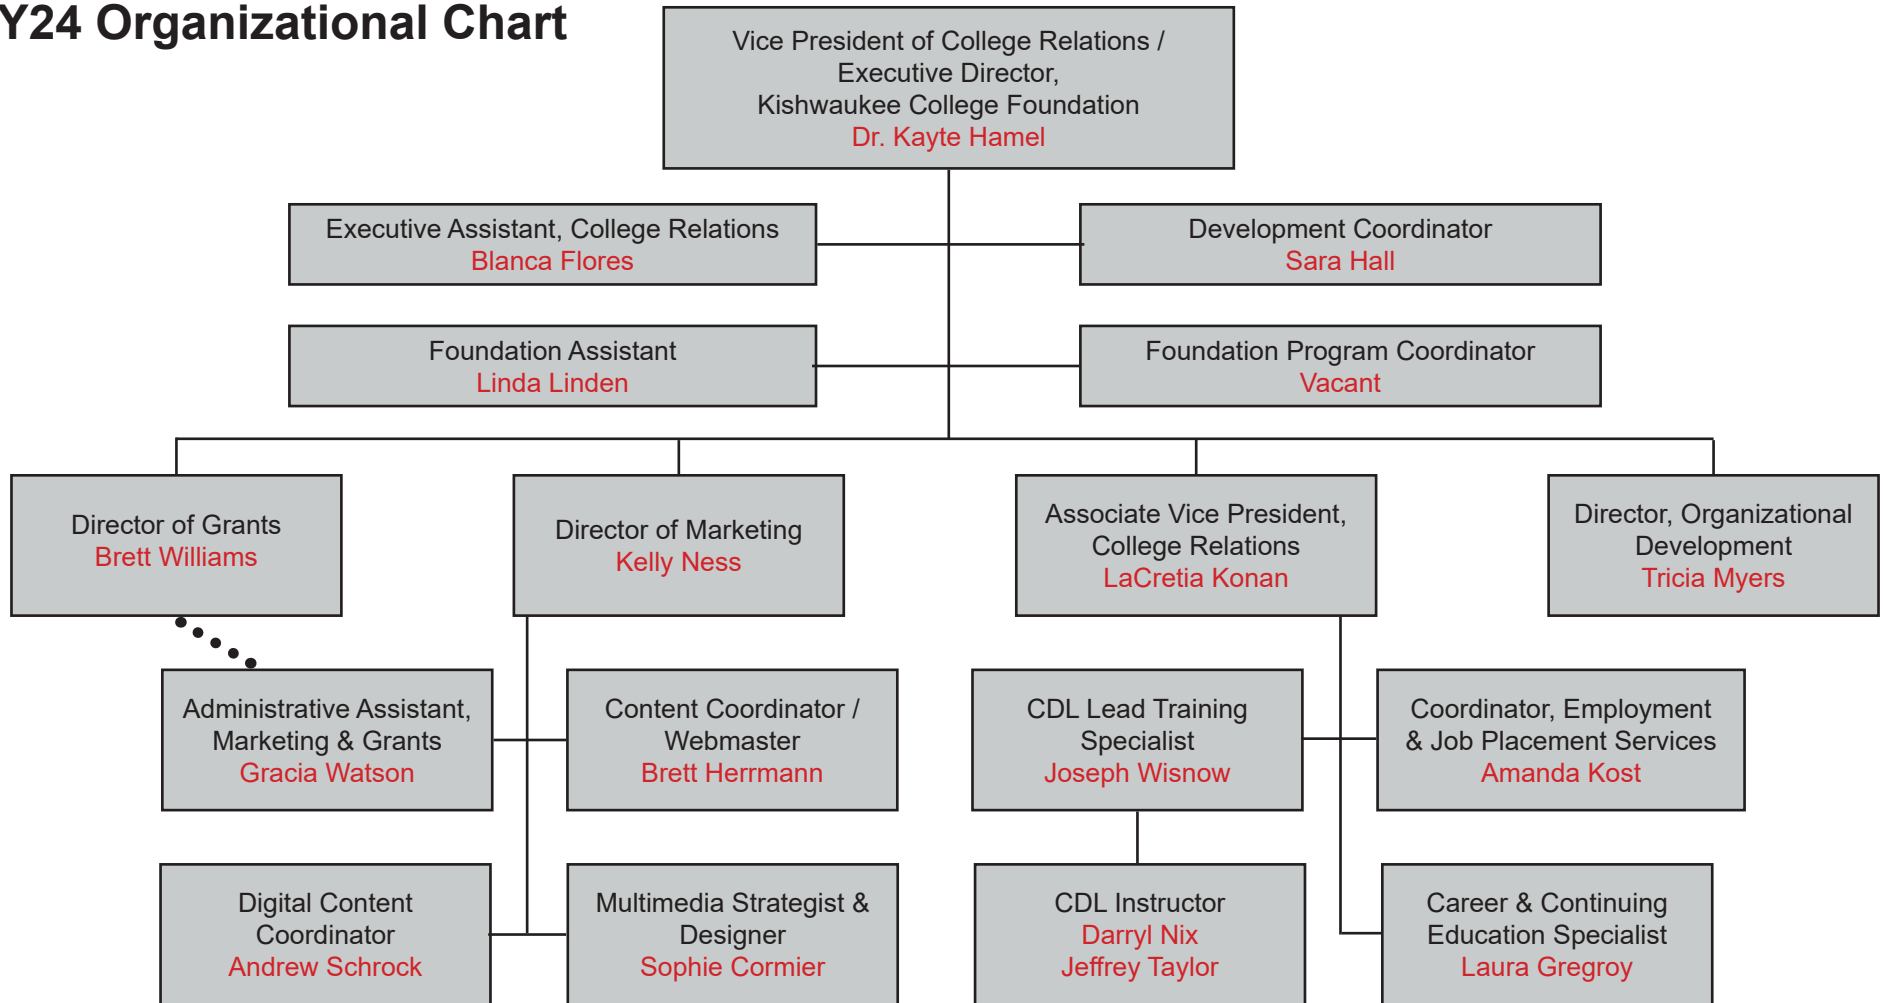 Y24 Organizational Chart
Vice President of College Relations /
Executive Director,
Kishwaukee College Foundation
Dr. Kayte Hamel
Executive Assistant, College Relations
Blanca Flores
Development Coordinator
Sara Hall
Foundation Assistant
Linda Linden
Foundation Program Coordinator
Vacant
Director of Grants
Brett Williams
Director of Marketing
Kelly Ness
Associate Vice President,
College Relations
LaCretia Konan
Director, Organizational
Development
Tricia Myers
Administrative Assistant,
Marketing & Grants
Gracia Watson
Content Coordinator /
Webmaster
Brett Herrmann
CDL Lead Training
Specialist
Joseph Wisnow
Coordinator, Employment
& Job Placement Services
Amanda Kost
Digital Content
Coordinator
Andrew Schrock
Multimedia Strategist &
Designer
Sophie Cormier
CDL Instructor
Darryl Nix
Jeffrey Taylor
Career & Continuing
Education Specialist
Laura Gregroy